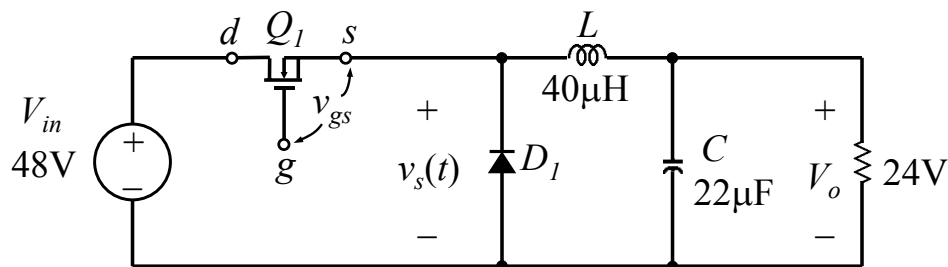 d Q1 s
L
40μH
Vin
48V
+
−
vgs
g
+
vs(t)
−
D1
C
22μF
+
Vo
−
24V